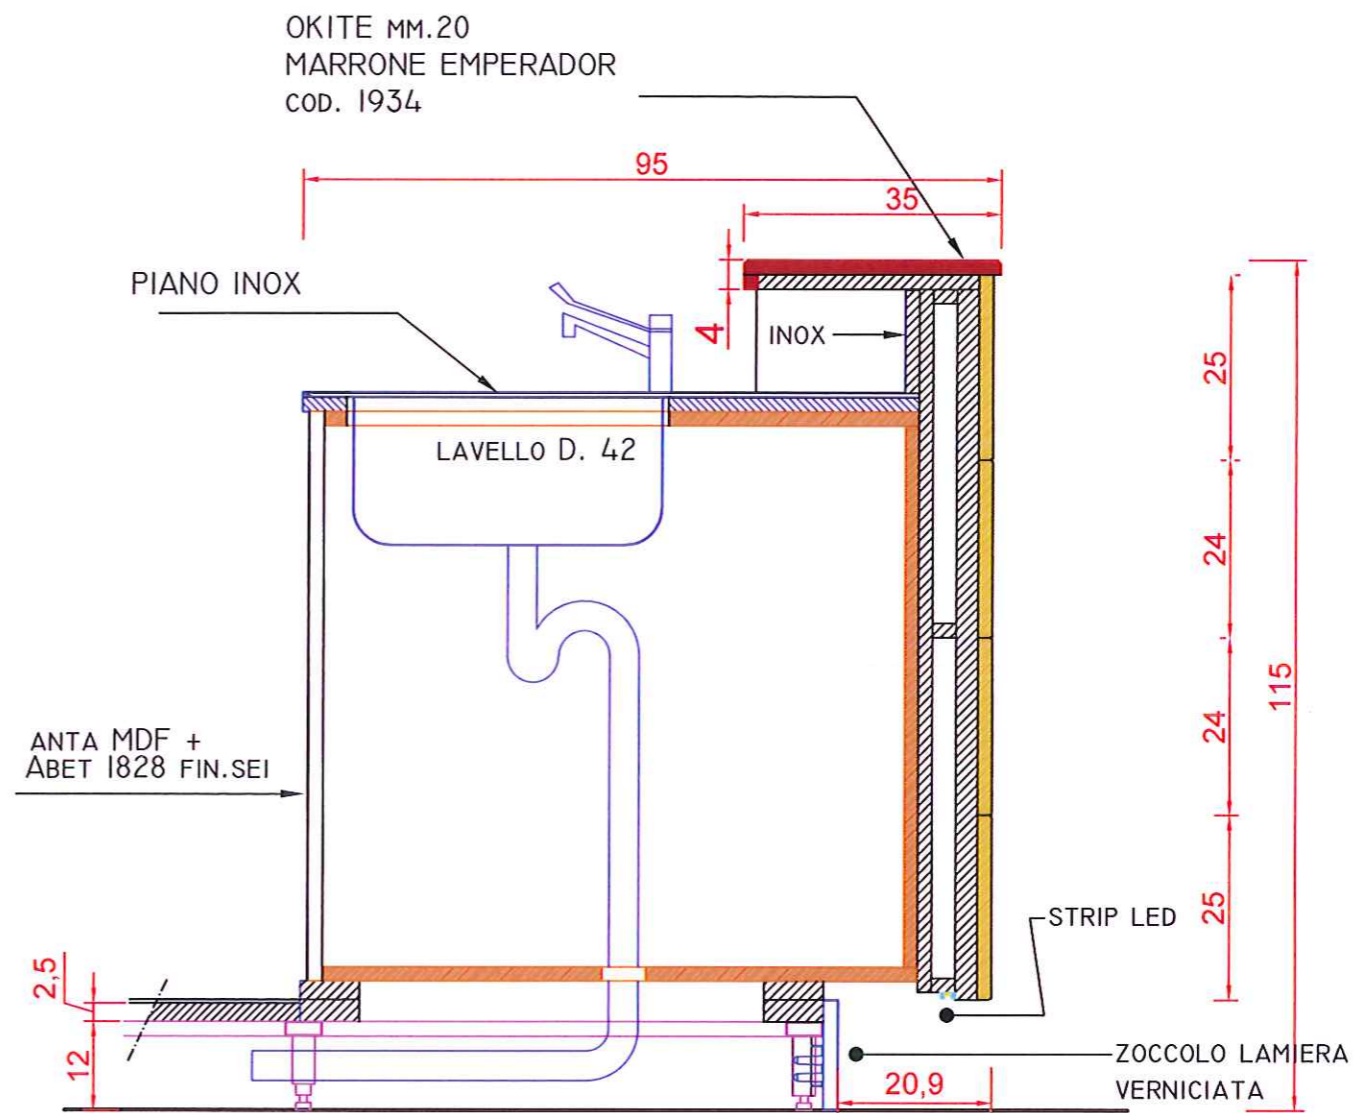 OKITE MM.20
MARRONE EMPERADOR
COD. 1934
95
35
PIANO INOX
4
INOX
25
LAVELLO D. 42
24
115
ANTA MDF +
ABET 1828 FIN.SEI
24
25
STRIP LED
2,5
12
20,9
ZOCCOLO LAMIERA
VERNICIATA